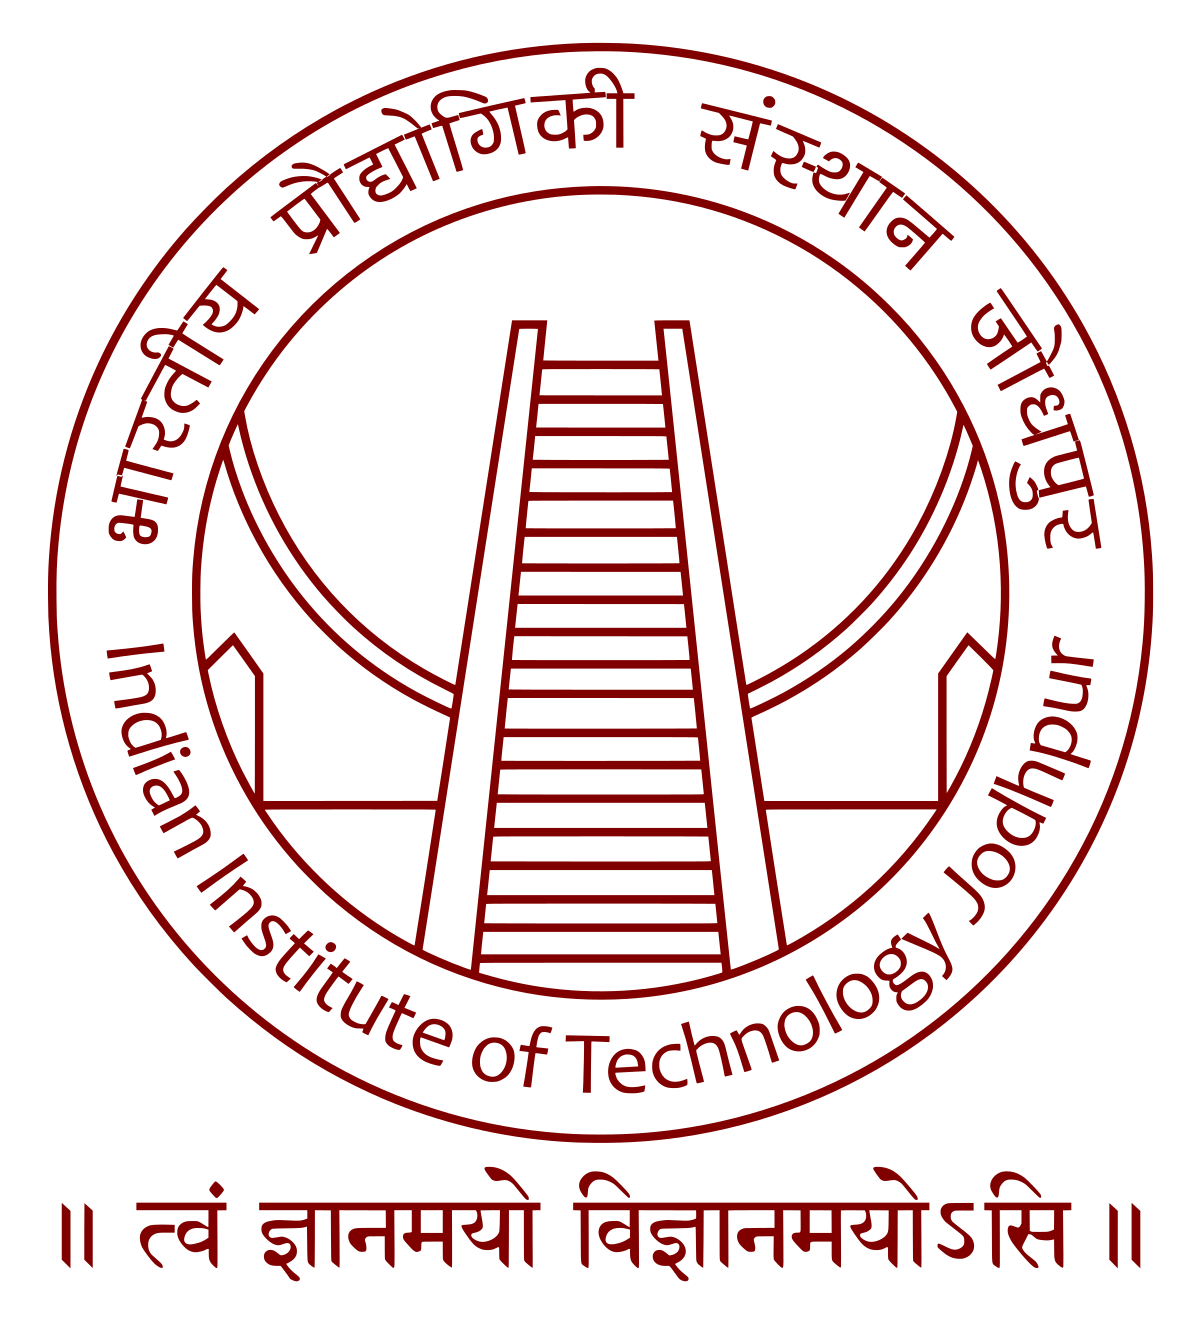 भारतीय प्रौद्योगिकी संस्थान जोधपुर
Indian Institute of Technology Jodhpur
॥ त्वं ज्ञानमयो विज्ञानमयोऽसि ॥